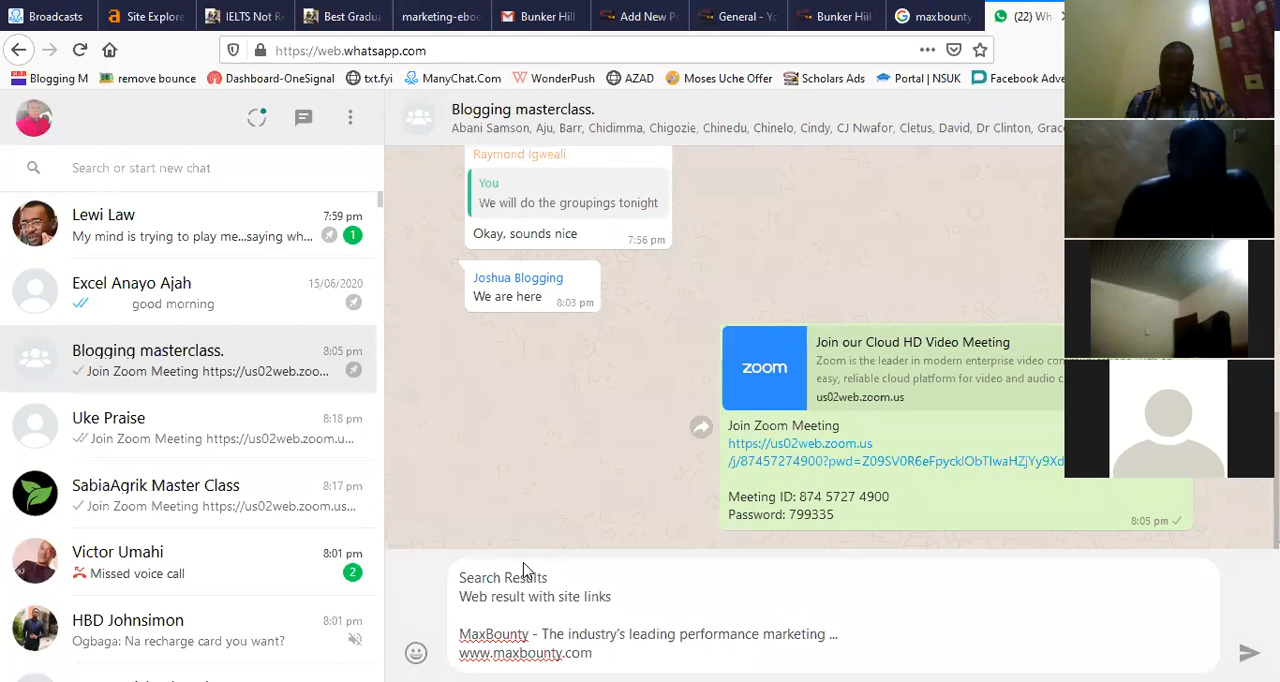 Broadcasts
Site Explore
IELTS Not R
Best Gradua
marketing-eboo
Bunker Hill
Add New Po
General - Yo
Bunker Hill
maxbounty
(22) Wh
https://web.whatsapp.com
Blogging M
remove bounce
Dashboard-OneSignal
txt.fyi
ManyChat.Com
WonderPush
AZAD
Moses Uche Offer
Scholars Ads
Portal | NSUK
Facebook Adve
Search or start new chat
Lewi Law
7:59 pm
My mind is trying to play me...saying wh...
1
Excel Anayo Ajah
15/06/2020
good morning
Blogging masterclass.
8:05 pm
Join Zoom Meeting https://us02web.zoo...
Uke Praise
8:18 pm
Join Zoom Meeting https://us02web.zoom.u...
SabiaAgrik Master Class
8:17 pm
Join Zoom Meeting https://us02web.zoom.us...
Victor Umahi
8:01 pm
Missed voice call
2
HBD Johnsimon
8:01 pm
Ogbaga: Na recharge card you want?
Blogging masterclass.
Abani Samson, Aju, Barr, Chidimma, Chigozie, Chinedu, Chinelo, Cindy, CJ Nwafor, Cletus, David, Dr Clinton, Grac
Raymond Igweali
You
We will do the groupings tonight
Okay, sounds nice
7:56 pm
Joshua Blogging
We are here
8:03 pm
zoom
Join our Cloud HD Video Meeting
Zoom is the leader in modern enterprise video
easy, reliable cloud platform for video and audio
us02web.zoom.us
Join Zoom Meeting
https://us02web.zoom.us
Meeting ID: 874 5727 4900
Password: 799335
8:05 pm
Search Results
Web result with site links
MaxBounty - The industry's leading performance marketing ...
www.maxbounty.com